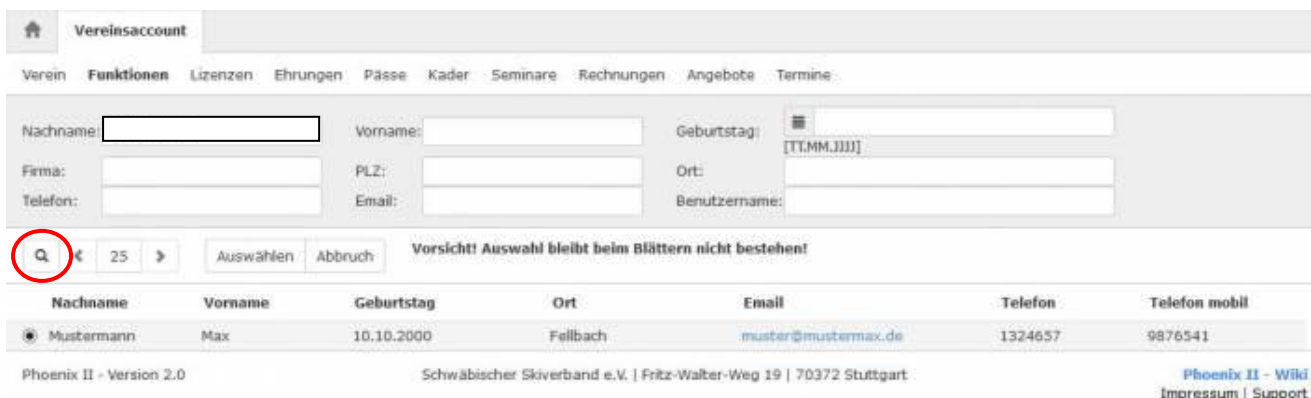 Vereinsaccount
Verein Funktionen Lizenzen Ehrungen Pässe Kader Seminare Rechnungen Angebote Termine
Nachname: Vorname: Geburtstag:
[TT.MM.JJJJ]
Firma: PLZ: Ort:
Telefon: Email: Benutzername:
25 Auswählen Abbruch Vorsicht! Auswahl bleibt beim Blättern nicht bestehen!
Nachname Vorname Geburtstag Ort Email Telefon Telefon mobil
Mustermann Max 10.10.2000 Fellbach muster@mustermax.de 1324657 9876541
Phoenix II - Version 2.0 Schwäbischer Skiverband e.V. | Fritz-Walter-Weg 19 | 70372 Stuttgart Phoenix II - Wiki
Impressum | Support